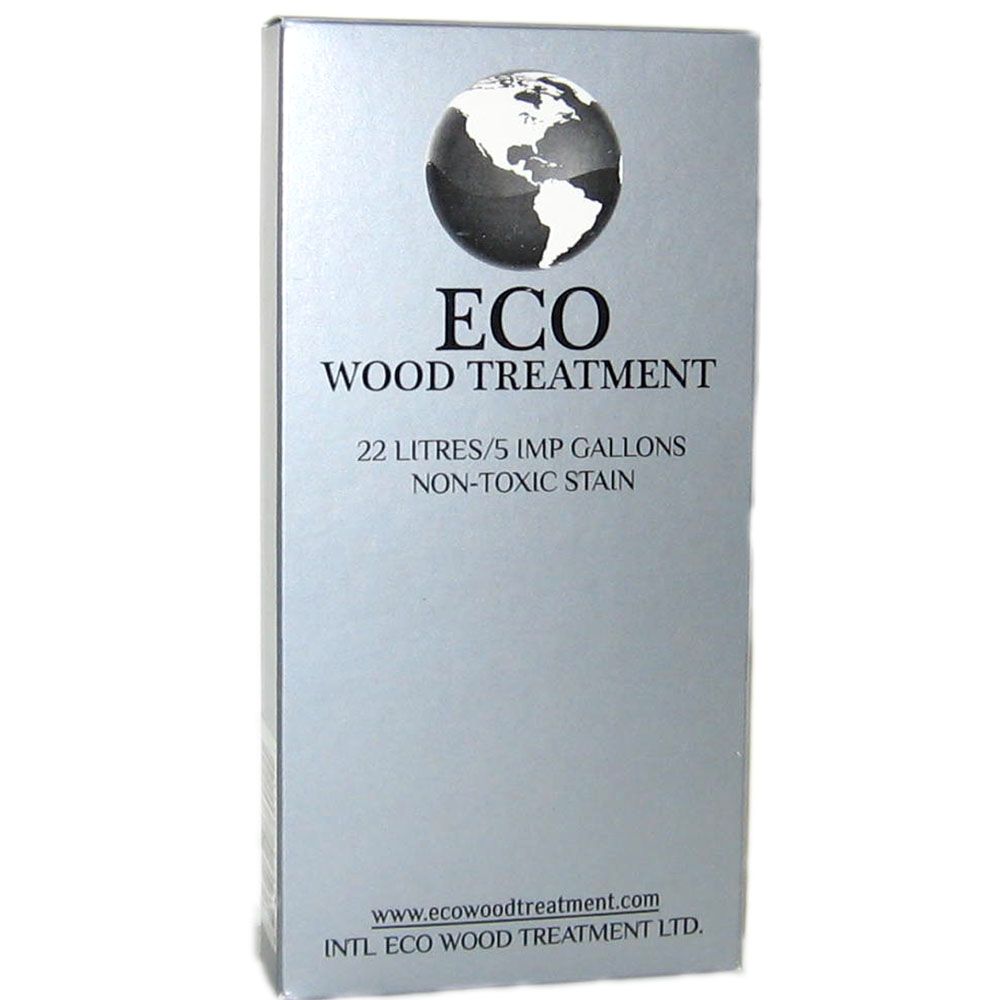 ECO
WOOD TREATMENT
22 LITRES/5 IMP GALLONS
NON-TOXIC STAIN
www.ecowoodtreatment.com
INTL ECO WOOD TREATMENT LTD.